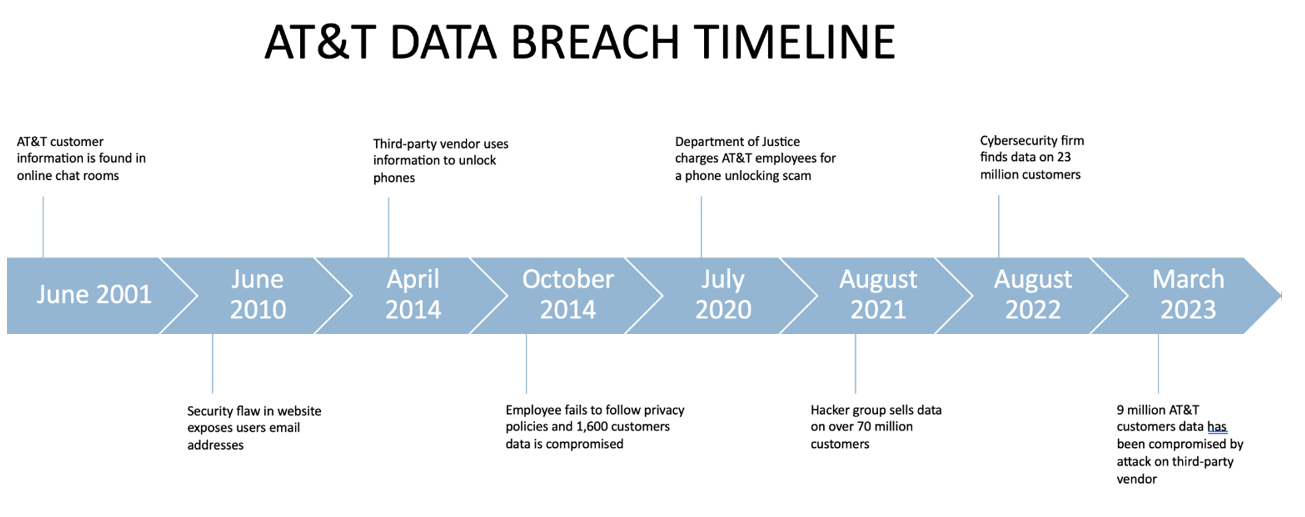 AT&T DATA BREACH TIMELINE
AT&T customer
information is found in
online chat rooms
Third-party vendor uses
information to unlock
phones
Department of Justice
charges AT&T employees for
a phone unlocking scam
Cybersecurity firm
finds data on 23
million customers
June 2001
June
2010
April
2014
October
2014
July
2020
August
2021
August
2022
March
2023
Security flaw in website
exposes users email
addresses
Employee fails to follow privacy
policies and 1,600 customers
data is compromised
Hacker group sells data
on over 70 million
customers
9 million AT&T
customers data has
been compromised by
attack on third-party
vendor